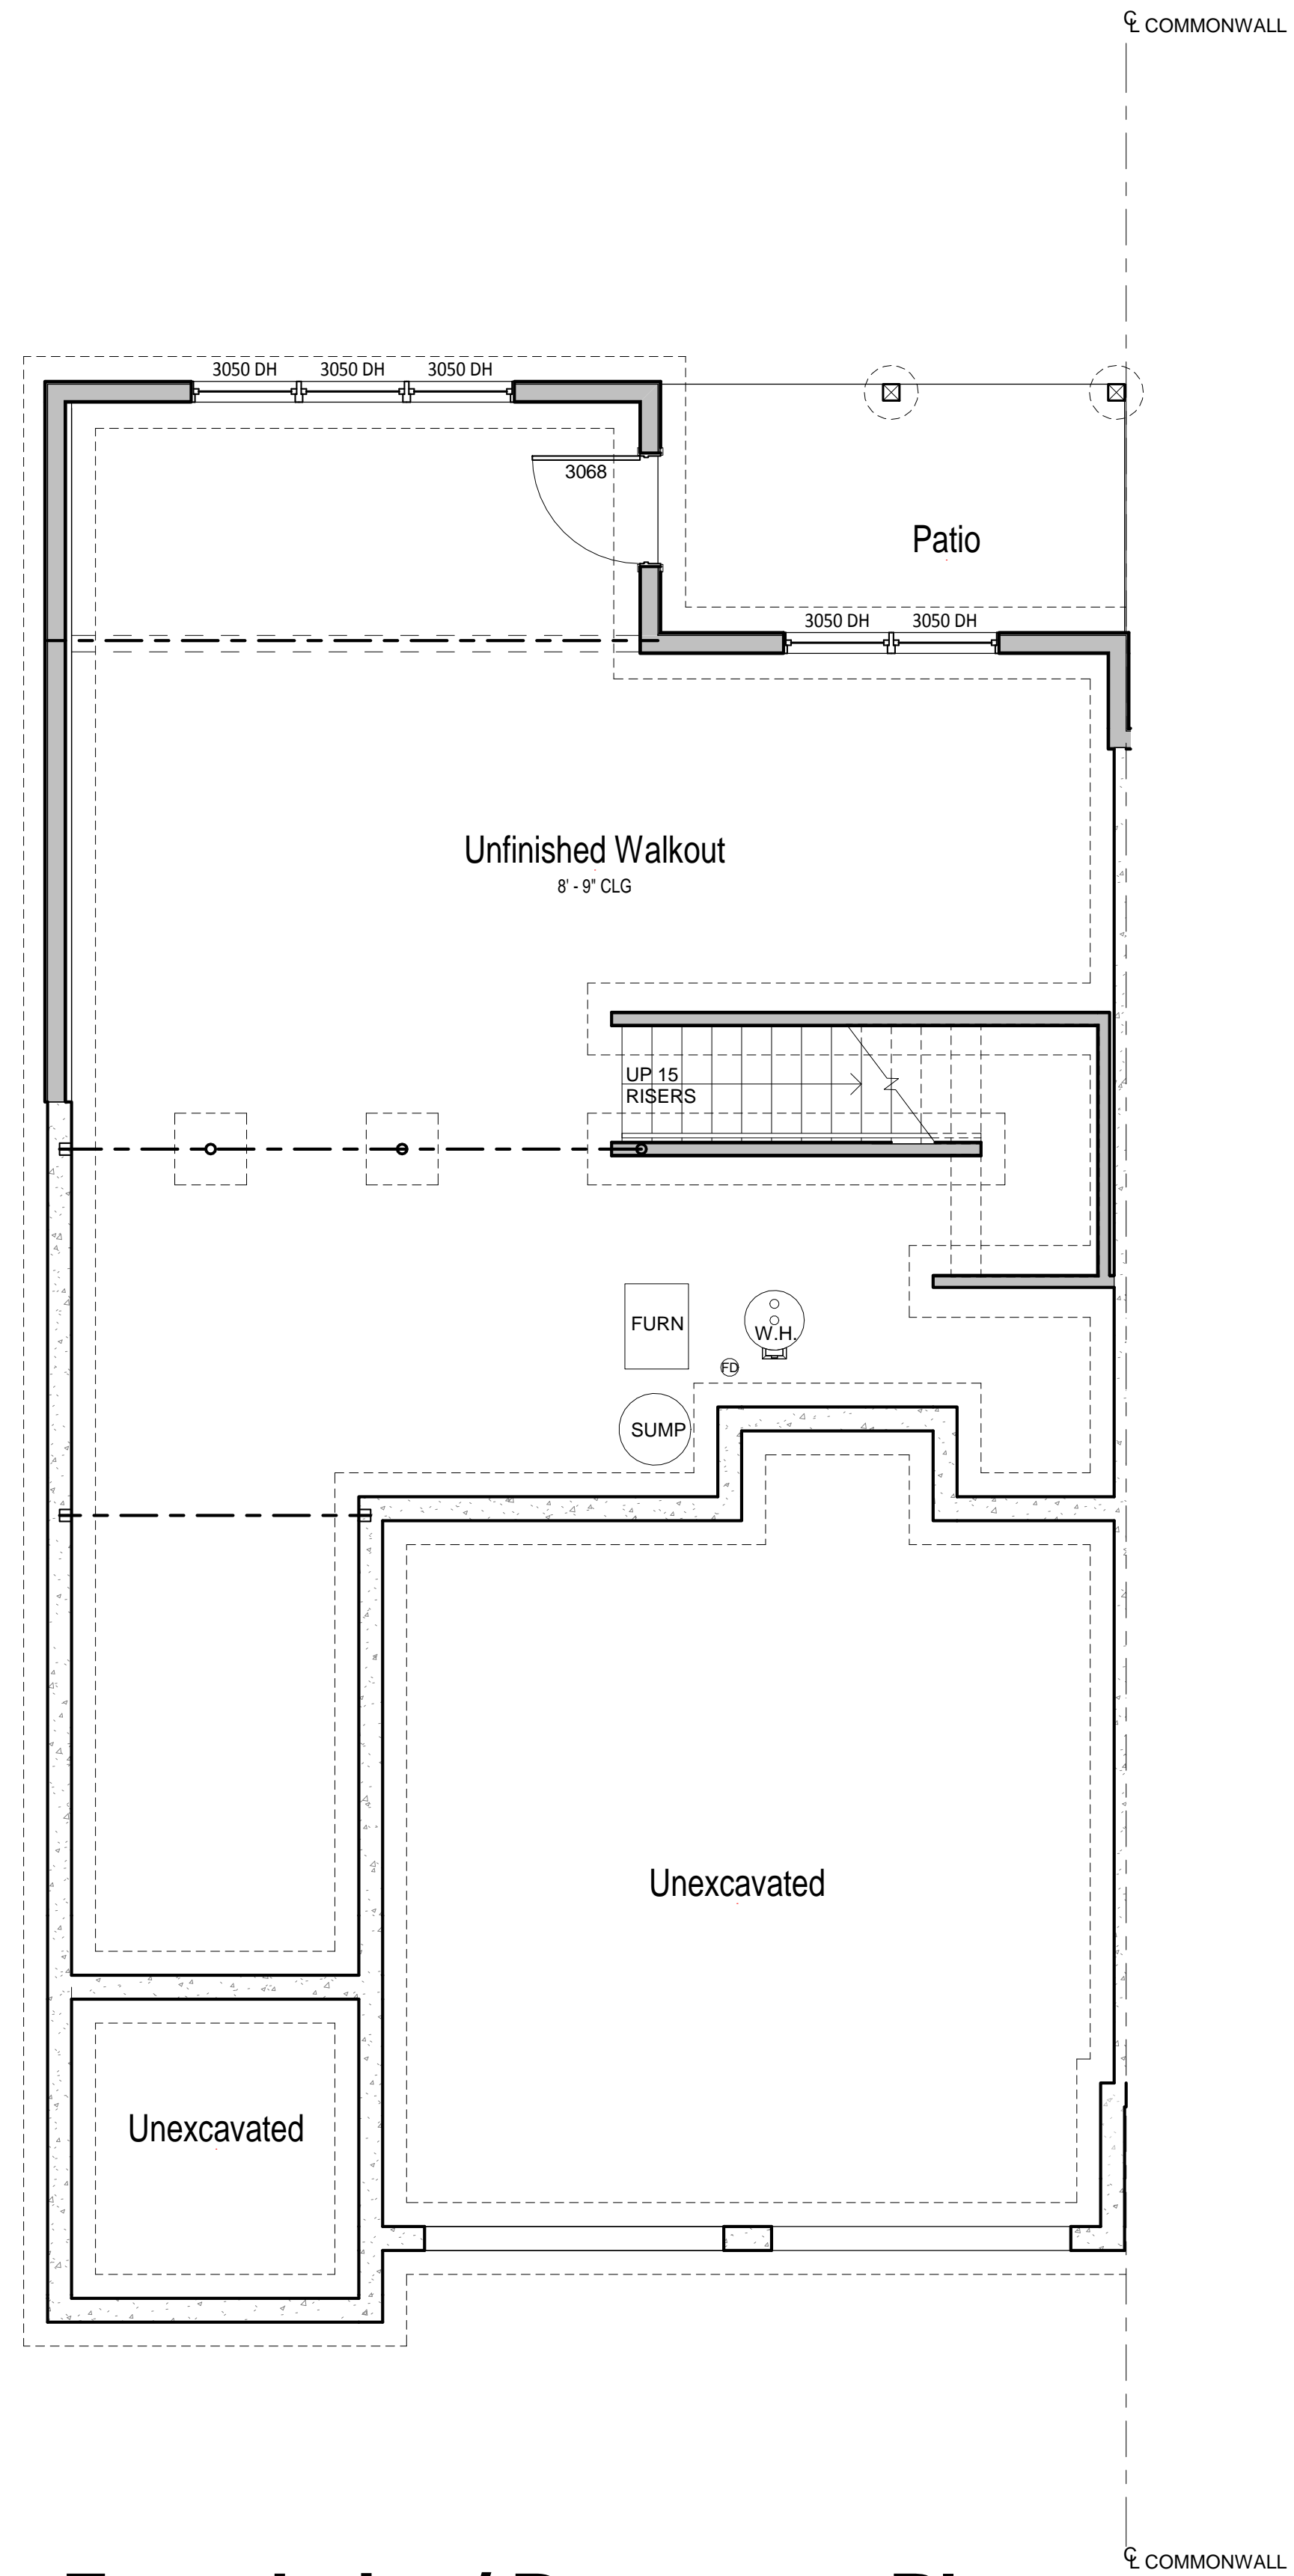 ℄ COMMONWALL
3050 DH 3050 DH 3050 DH
3068
Patio
3050 DH 3050 DH
Unfinished Walkout
8' - 9" CLG
UP 15
RISERS
FURN
W.H.
FD
SUMP
Unexcavated
Unexcavated
℄ COMMONWALL